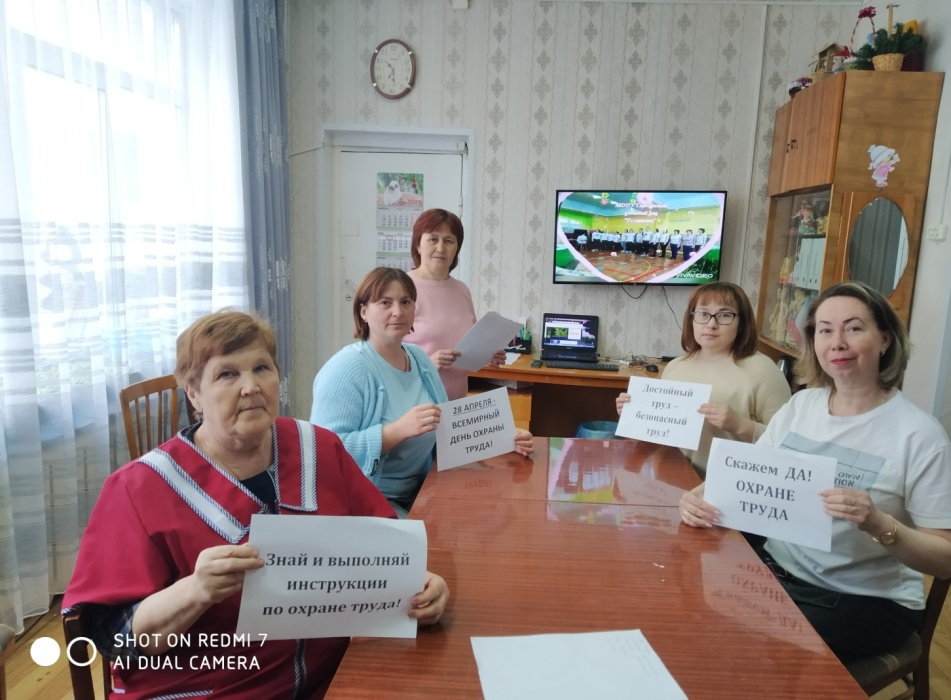 28 АПРЕЛЯ -
ВСЕМИРНЫЙ
ДЕНЬ ОХРАНЫ
ТРУДА!
Достойный
труд –
безопасный
труд!
Скажем ДА!
ОХРАНЕ
ТРУДА
Знай и выполняй
инструкции
по охране труда!
VIVAVIDEO
SHOT ON REDMI 7
AI DUAL CAMERA